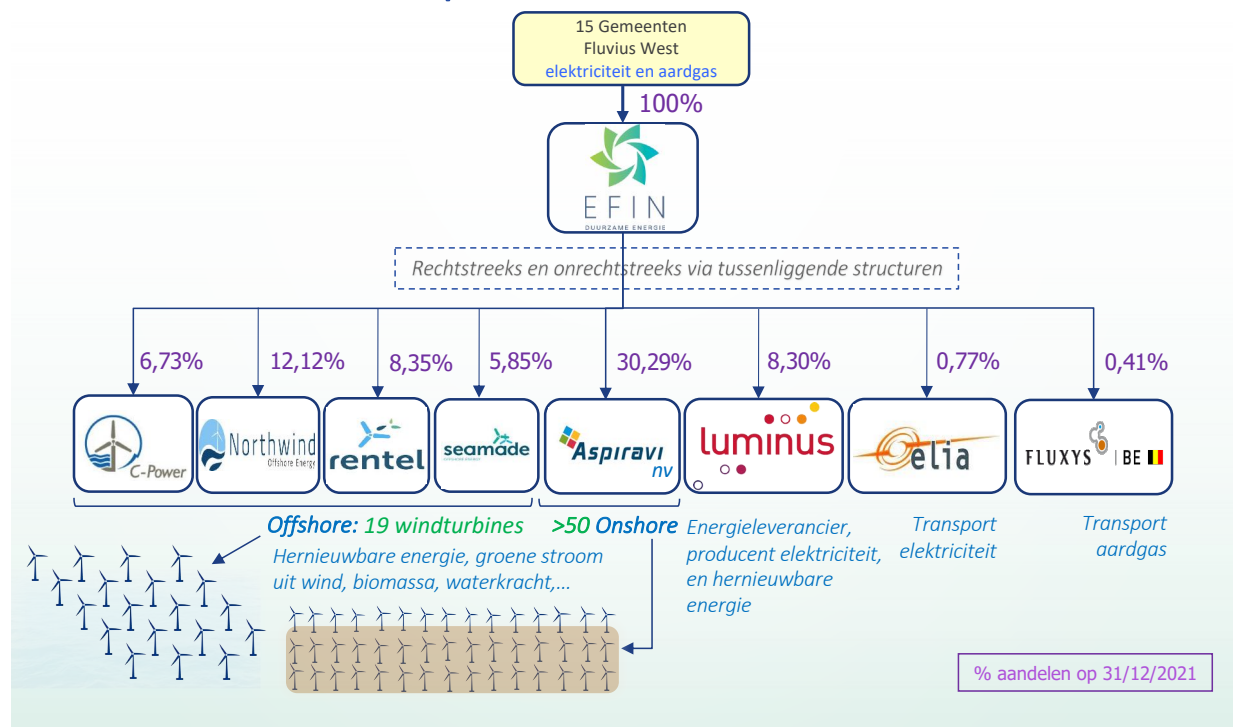 15 Gemeenten
Fluvius West
elektriciteit en aardgas
100%
EFIN
DUURZAME ENERGIE
Rechtstreeks en onrechtstreeks via tussenliggende structuren
6,73%
12,12%
8,35%
5,85%
30,29%
8,30%
0,77%
0,41%
C-Power
Northwind
Offshore Energy
rentel
seamade
Aspiravi
nv
luminus
elia
FLUXYS | BE
Offshore: 19 windturbines
>50 Onshore
Hernieuwbare energie, groene stroom
uit wind, biomassa, waterkracht,...
Energieleverancier,
producent elektriciteit,
en hernieuwbare
energie
Transport
elektriciteit
Transport
aardgas
% aandelen op 31/12/2021